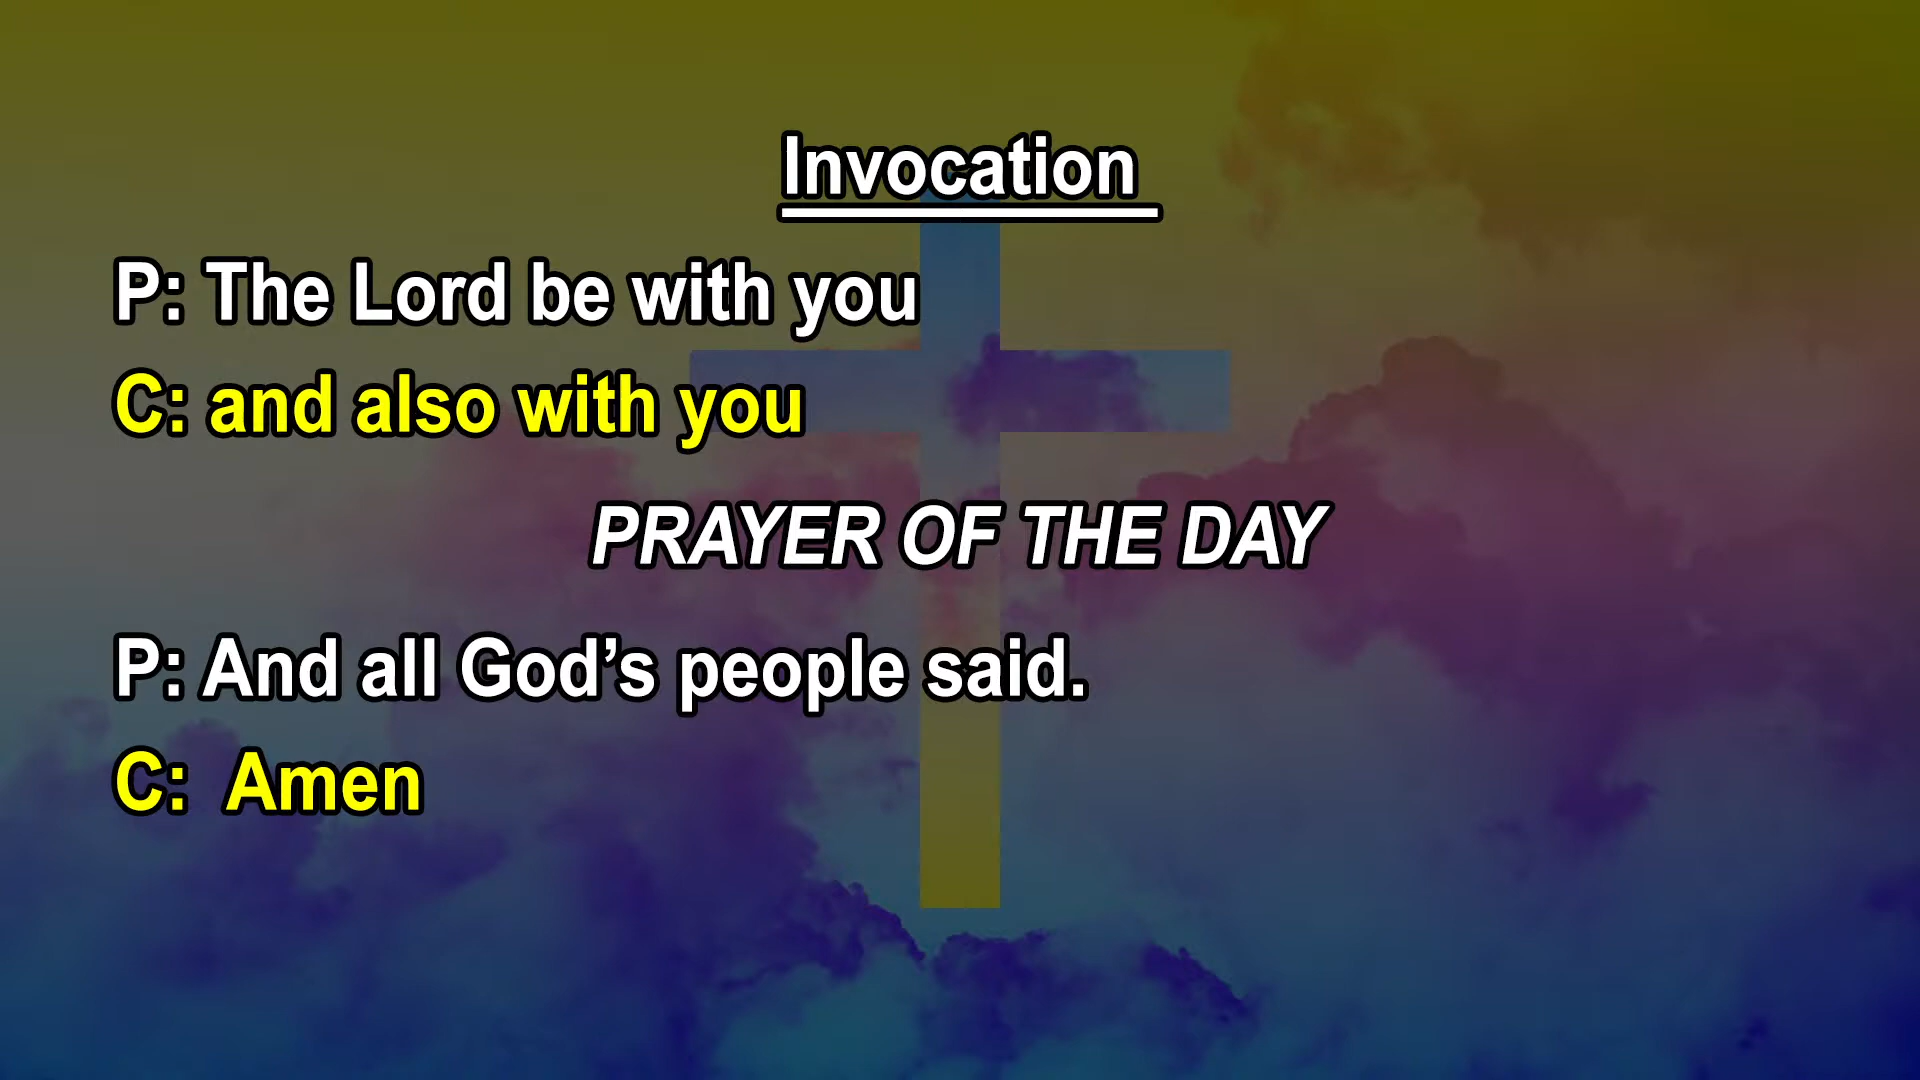 Invocation
P: The Lord be with you
C: and also with you
PRAYER OF THE DAY
P: And all God’s people said.
C:  Amen